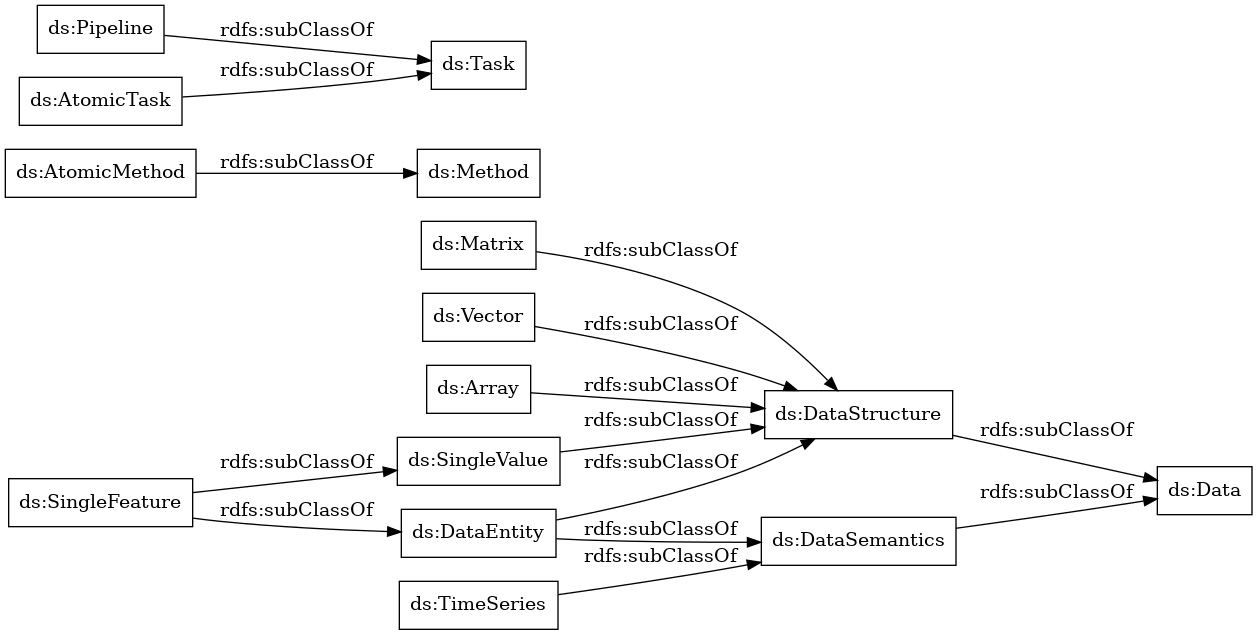 ds:Pipeline
rdfs:subClassOf
ds:Task
rdfs:subClassOf
ds:AtomicTask
rdfs:subClassOf
ds:AtomicMethod
ds:Method
ds:Matrix
rdfs:subClassOf
ds:Vector
rdfs:subClassOf
ds:Array
rdfs:subClassOf
ds:DataStructure
rdfs:subClassOf
rdfs:subClassOf
ds:SingleValue
rdfs:subClassOf
rdfs:subClassOf
ds:SingleFeature
ds:Data
rdfs:subClassOf
rdfs:subClassOf
ds:DataEntity
rdfs:subClassOf
ds:DataSemantics
rdfs:subClassOf
ds:TimeSeries